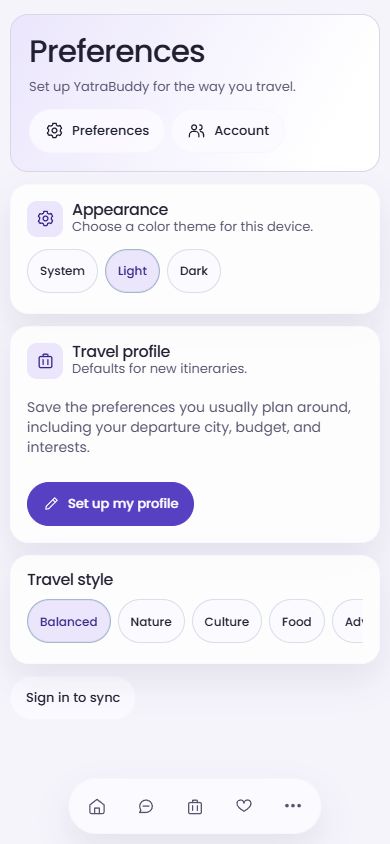 Preferences
Set up YatraBuddy for the way you travel.
Preferences
Account
Appearance
Choose a color theme for this device.
System
Light
Dark
Travel profile
Defaults for new itineraries.
Save the preferences you usually plan around,
including your departure city, budget, and
interests.
Set up my profile
Travel style
Balanced
Nature
Culture
Food
Sign in to sync